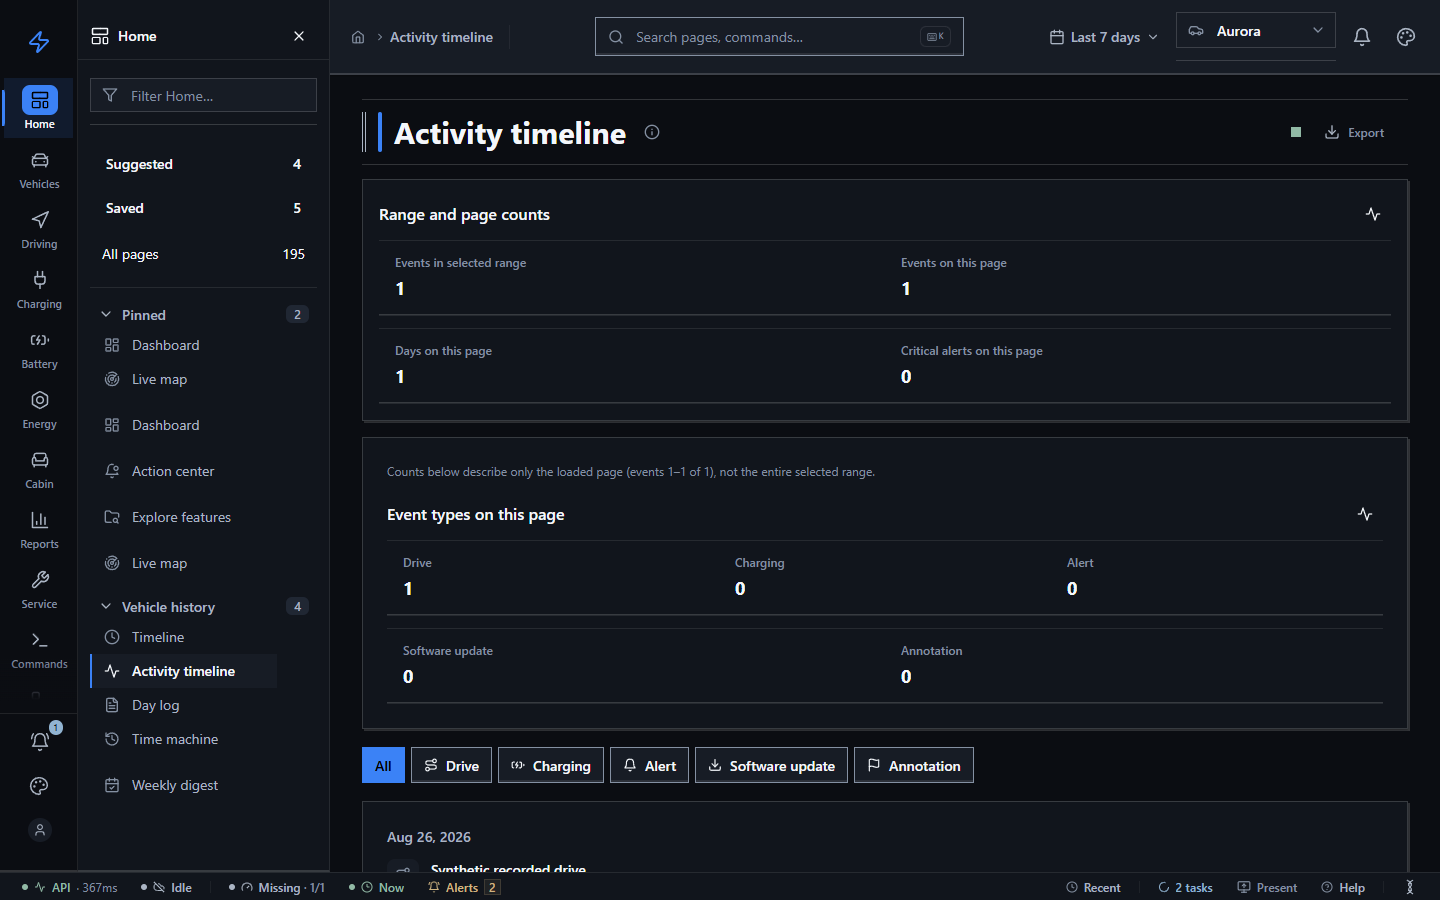 Home
Vehicles
Driving
Charging
Battery
Energy
Cabin
Reports
Service
Commands
1
Home
Filter Home...
Suggested 4
Saved 5
All pages 195
Pinned 2
Dashboard
Live map
Dashboard
Action center
Explore features
Live map
Vehicle history 4
Timeline
Activity timeline
Day log
Time machine
Weekly digest
Activity timeline
Search pages, commands... K
Last 7 days
Aurora
Activity timeline
Export
Range and page counts
Events in selected range
1
Events on this page
1
Days on this page
1
Critical alerts on this page
0
Counts below describe only the loaded page (events 1–1 of 1), not the entire selected range.
Event types on this page
Drive
1
Charging
0
Alert
0
Software update
0
Annotation
0
All Drive Charging Alert Software update Annotation
Aug 26, 2026
Synthetic recorded drive
API · 367ms Idle Missing · 1/1 Now Alerts 2 Recent 2 tasks Present Help